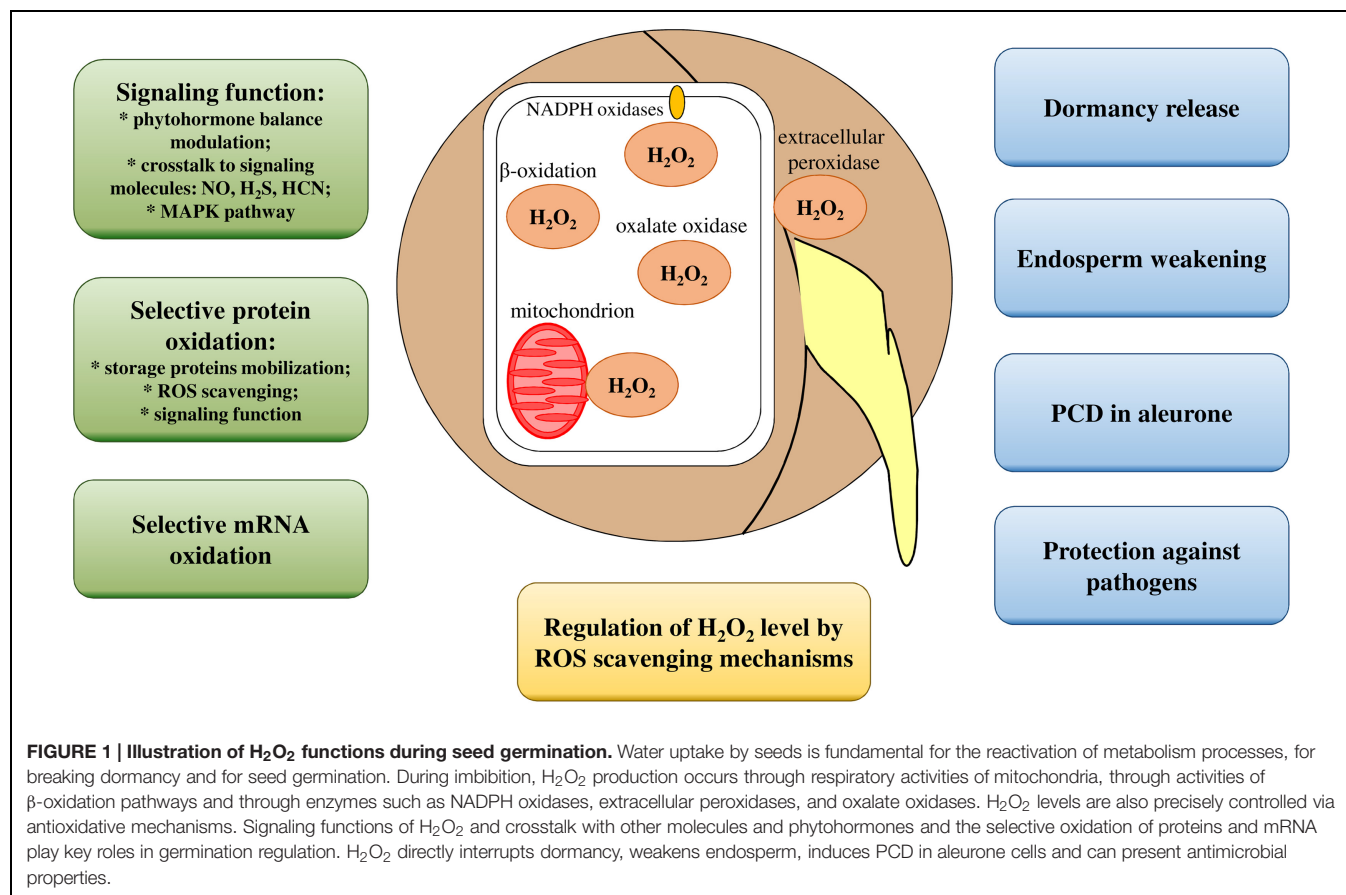 Signaling function:
* phytohormone balance
modulation;
* crosstalk to signaling
molecules: NO, H₂S, HCN;
* MAPK pathway
Selective protein
oxidation:
* storage proteins mobilization;
* ROS scavenging;
* signaling function
Selective mRNA
oxidation
NADPH oxidases
H₂O₂
β-oxidation
H₂O₂
oxalate oxidase
H₂O₂
mitochondrion
H₂O₂
extracellular
peroxidase
H₂O₂
Regulation of H₂O₂ level by
ROS scavenging mechanisms
Dormancy release
Endosperm weakening
PCD in aleurone
Protection against
pathogens
FIGURE 1 | Illustration of H₂O₂ functions during seed germination. Water uptake by seeds is fundamental for the reactivation of metabolism processes, for
breaking dormancy and for seed germination. During imbibition, H₂O₂ production occurs through respiratory activities of mitochondria, through activities of
β-oxidation pathways and through enzymes such as NADPH oxidases, extracellular peroxidases, and oxalate oxidases. H₂O₂ levels are also precisely controlled via
antioxidative mechanisms. Signaling functions of H₂O₂ and crosstalk with other molecules and phytohormones and the selective oxidation of proteins and mRNA
play key roles in germination regulation. H₂O₂ directly interrupts dormancy, weakens endosperm, induces PCD in aleurone cells and can present antimicrobial
properties.